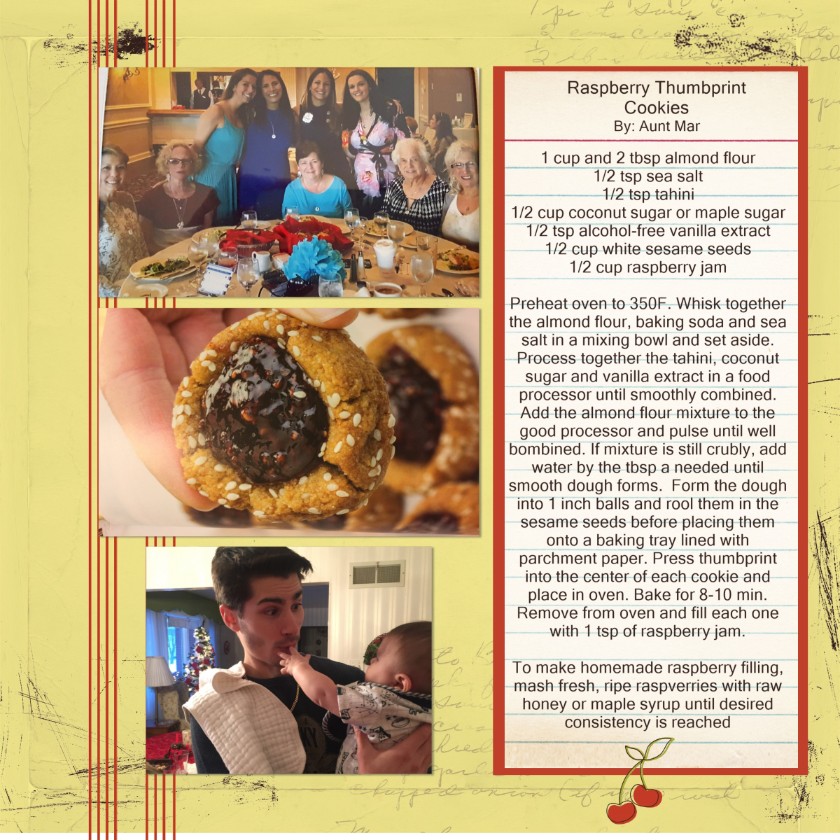 Raspberry Thumbprint
Cookies
By: Aunt Mar
1 cup and 2 tbsp almond flour
1/2 tsp sea salt
1/2 tsp tahini
1/2 cup coconut sugar or maple sugar
1/2 tsp alcohol-free vanilla extract
1/2 cup white sesame seeds
1/2 cup raspberry jam
Preheat oven to 350F. Whisk together
the almond flour, baking soda and sea
salt in a mixing bowl and set aside.
Process together the tahini, coconut
sugar and vanilla extract in a food
processor until smoothly combined.
Add the almond flour mixture to the
good processor and pulse until well
bombined. If mixture is still crubly, add
water by the tbsp a needed until
smooth dough forms. Form the dough
into 1 inch balls and rool them in the
sesame seeds before placing them
onto a baking tray lined with
parchment paper. Press thumbprint
into the center of each cookie and
place in oven. Bake for 8-10 min.
Remove from oven and fill each one
with 1 tsp of raspberry jam.
To make homemade raspberry filling,
mash fresh, ripe raspverries with raw
honey or maple syrup until desired
consistency is reached